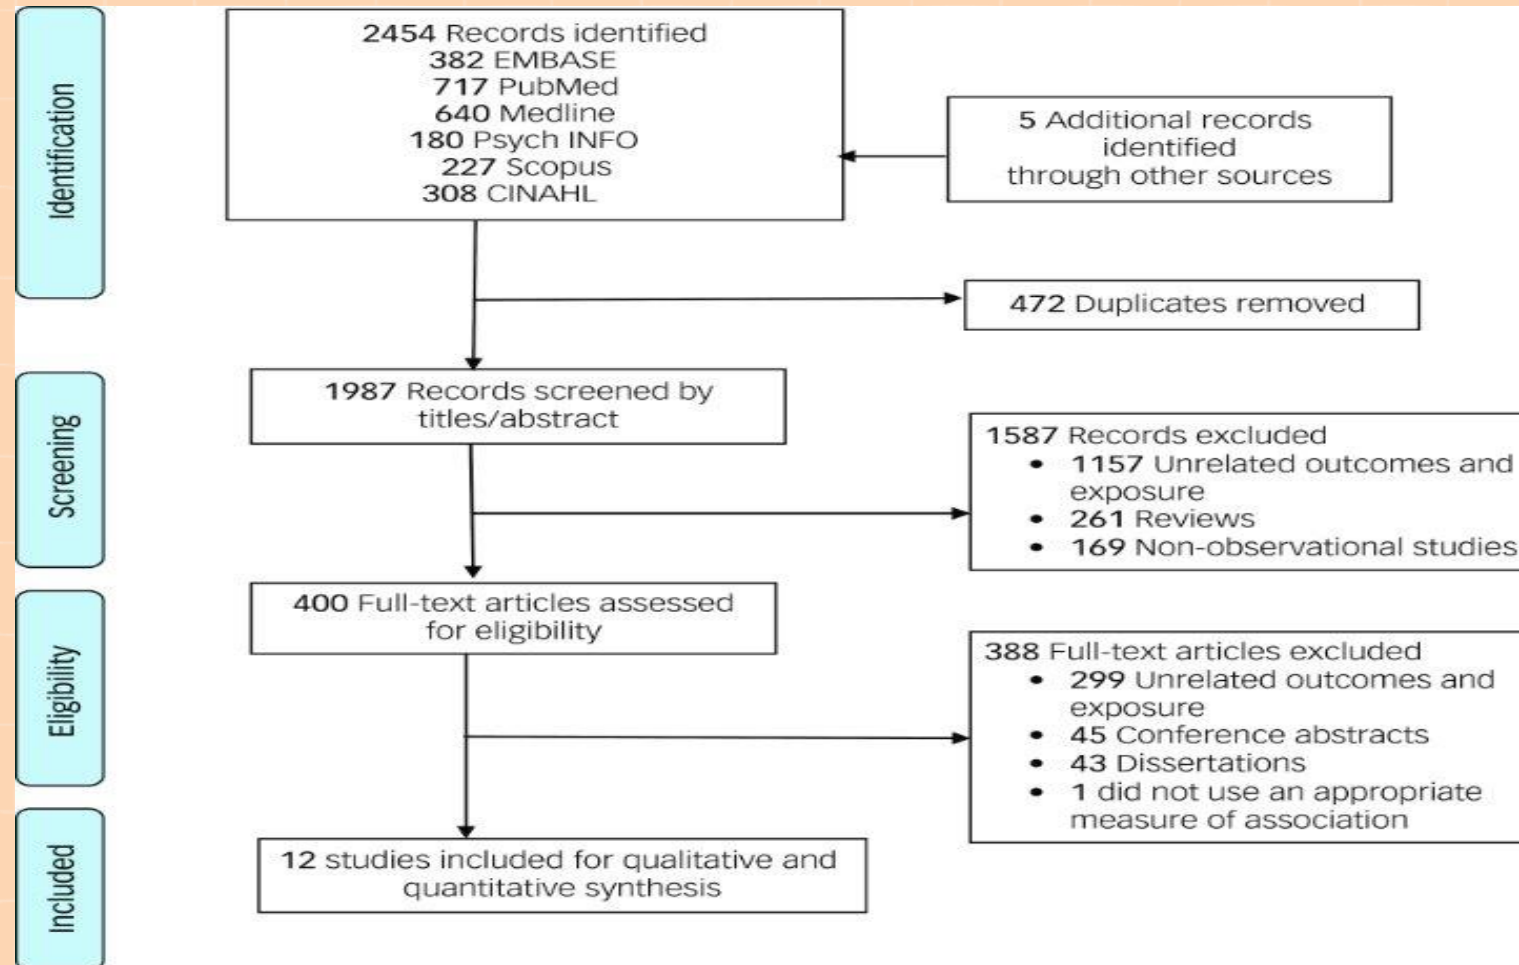 Identification
2454 Records identified
382 EMBASE
717 PubMed
640 Medline
180 Psych INFO
227 Scopus
308 CINAHL
5 Additional records
identified
through other sources
472 Duplicates removed
Screening
1987 Records screened by
titles/abstract
1587 Records excluded
• 1157 Unrelated outcomes and
exposure
• 261 Reviews
• 169 Non-observational studies
Eligibility
400 Full-text articles assessed
for eligibility
388 Full-text articles excluded
• 299 Unrelated outcomes and
exposure
• 45 Conference abstracts
• 43 Dissertations
• 1 did not use an appropriate
measure of association
Included
12 studies included for qualitative and
quantitative synthesis